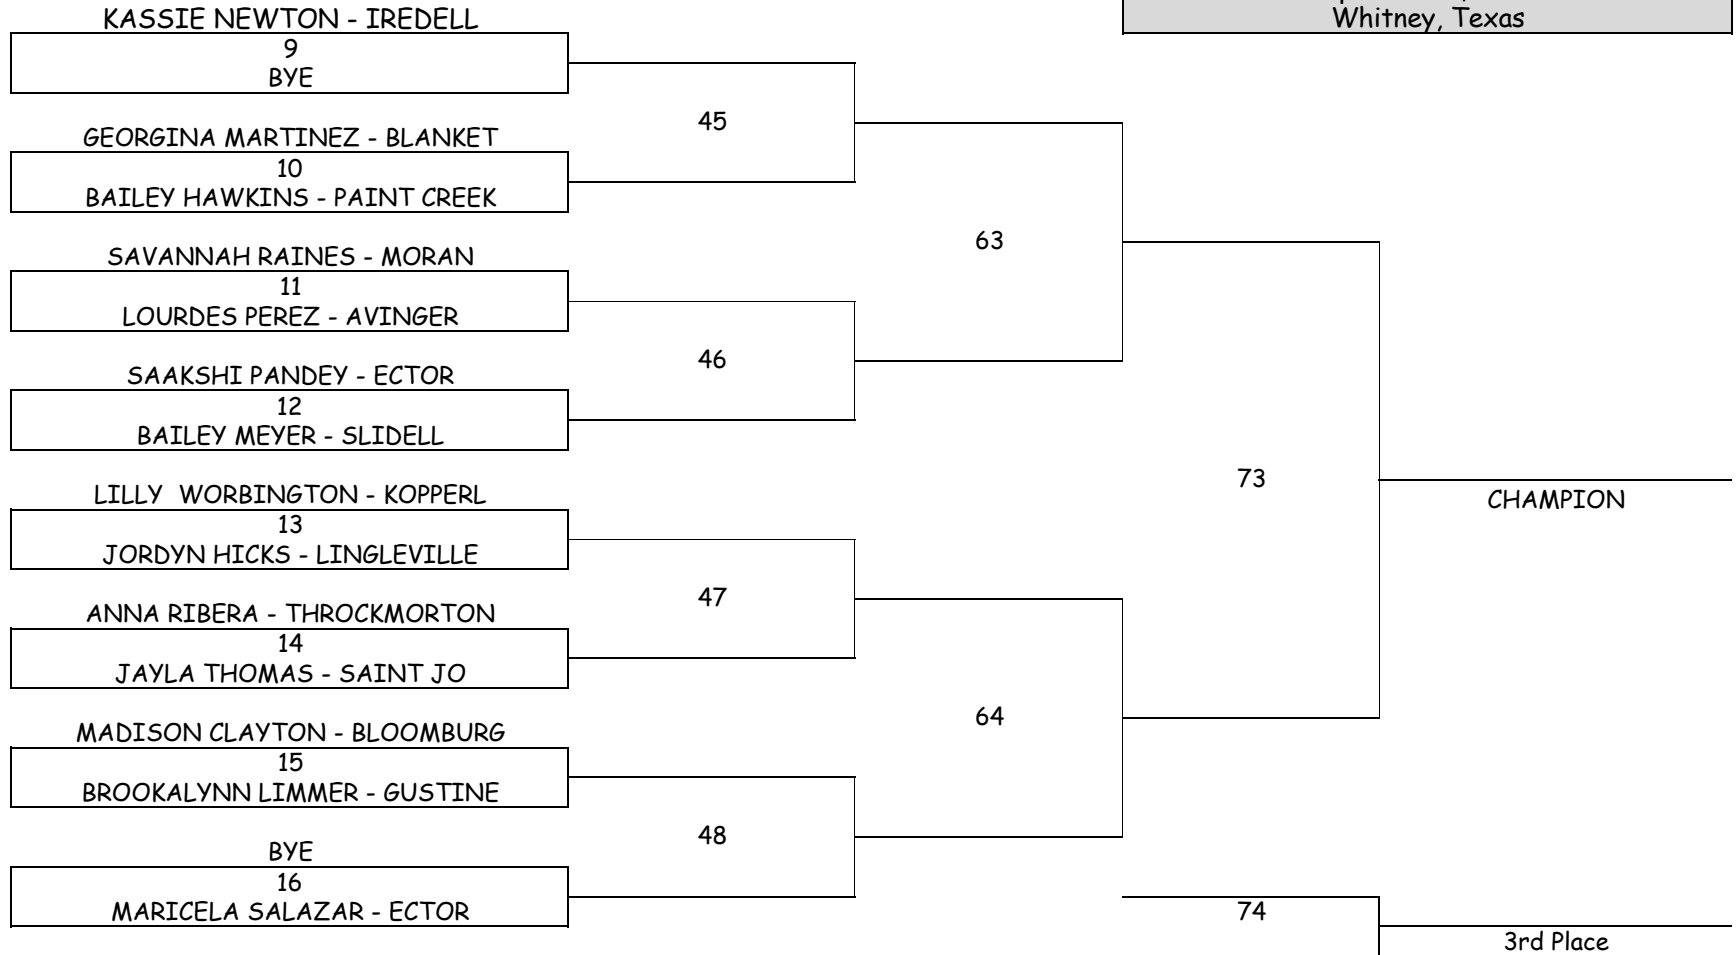 KASSIE NEWTON - IREDELL
Whitney, Texas
9
BYE
45
GEORGINA MARTINEZ - BLANKET
10
BAILEY HAWKINS - PAINT CREEK
63
SAVANNAH RAINES - MORAN
11
LOURDES PEREZ - AVINGER
46
SAAKSHI PANDEY - ECTOR
12
BAILEY MEYER - SLIDELL
73
CHAMPION
LILLY  WORBINGTON - KOPPERL
13
JORDYN HICKS - LINGLEVILLE
47
ANNA RIBERA - THROCKMORTON
14
JAYLA THOMAS - SAINT JO
64
MADISON CLAYTON - BLOOMBURG
15
BROOKALYNN LIMMER - GUSTINE
48
BYE
16
MARICELA SALAZAR - ECTOR
74
3rd Place